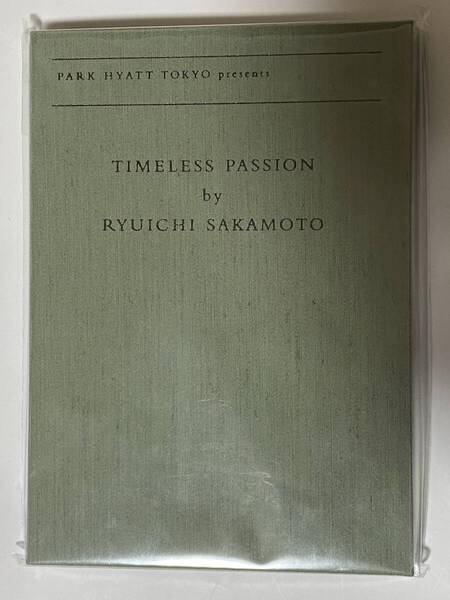 PARK HYATT TOKYO presents
TIMELESS PASSION
by
RYUICHI SAKAMOTO